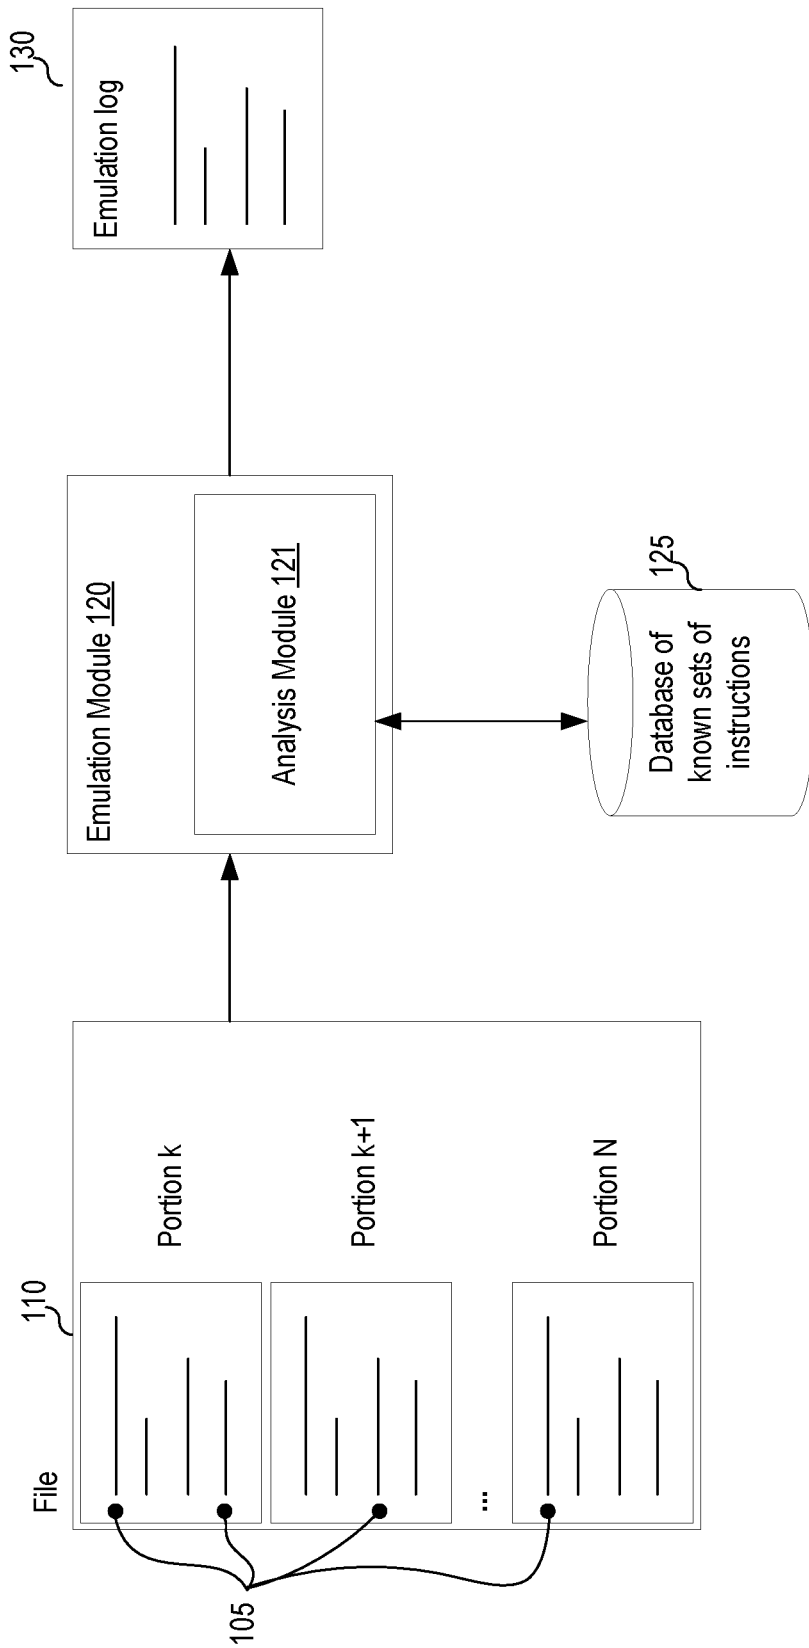 File
110
Portion k
Portion k+1
...
Portion N
105
Emulation Module 120
Analysis Module 121
Database of
known sets of
instructions
125
Emulation log
130